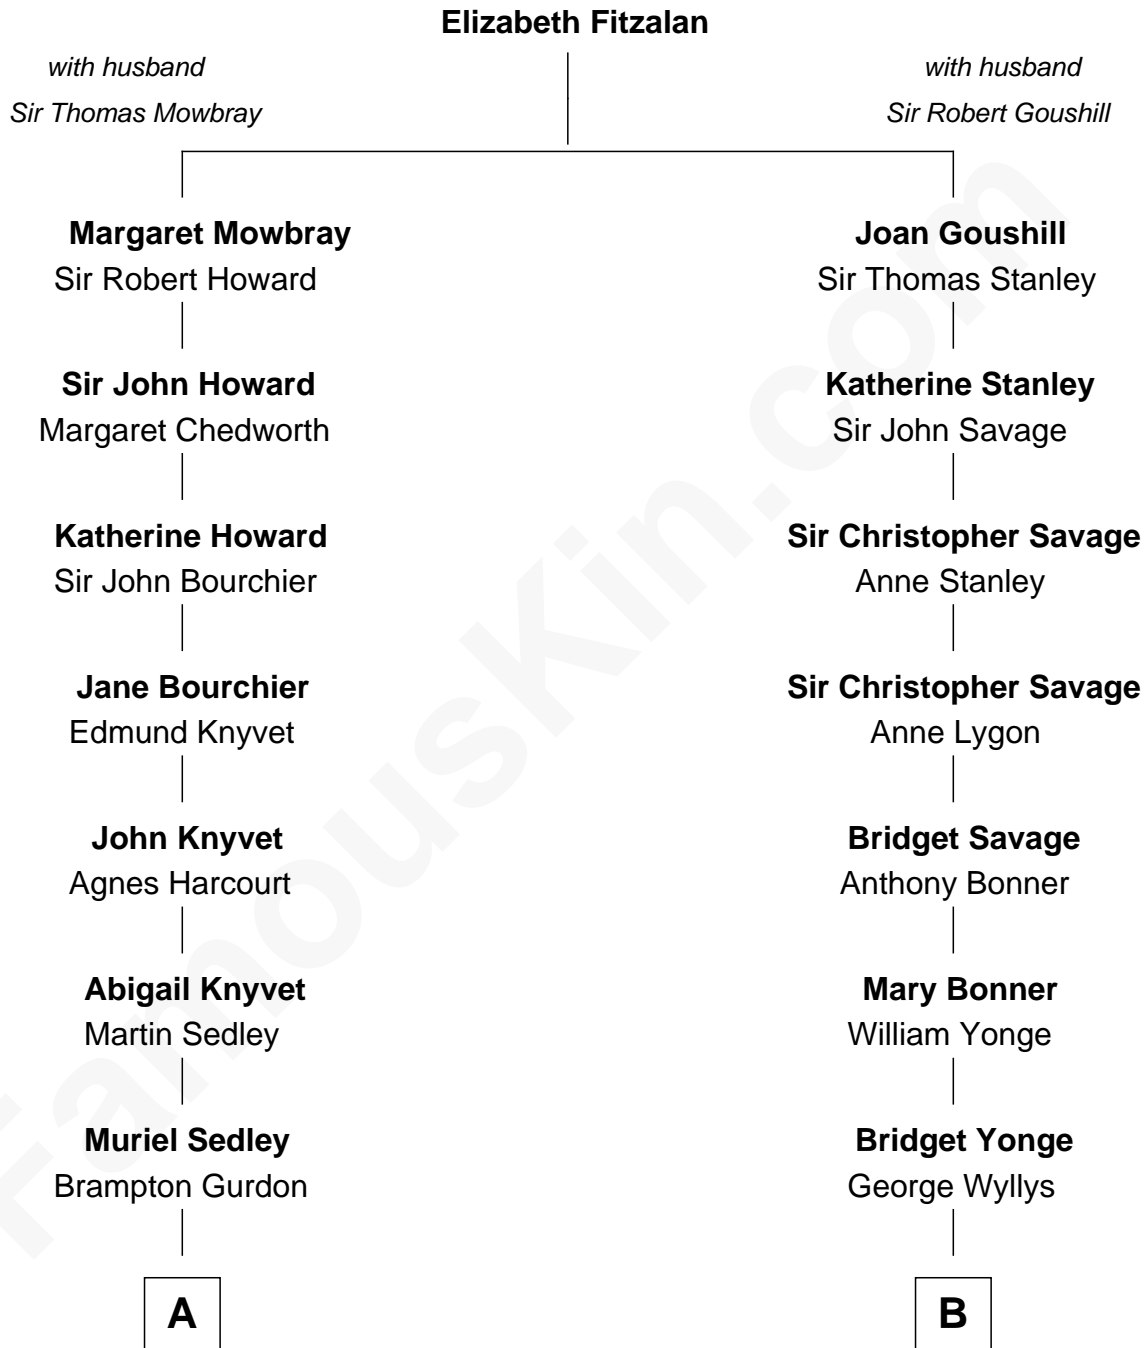 Elizabeth Fitzalan
with husband
Sir Thomas Mowbray
with husband
Sir Robert Goushill
Margaret Mowbray
Sir Robert Howard
Joan Goushill
Sir Thomas Stanley
Sir John Howard
Margaret Chedworth
Katherine Stanley
Sir John Savage
Katherine Howard
Sir John Bourchier
Sir Christopher Savage
Anne Stanley
Jane Bourchier
Edmund Knyvet
Sir Christopher Savage
Anne Lygon
John Knyvet
Agnes Harcourt
Bridget Savage
Anthony Bonner
Abigail Knyvet
Martin Sedley
Mary Bonner
William Yonge
Muriel Sedley
Brampton Gurdon
Bridget Yonge
George Wyllys
A
B
FamousKin.com